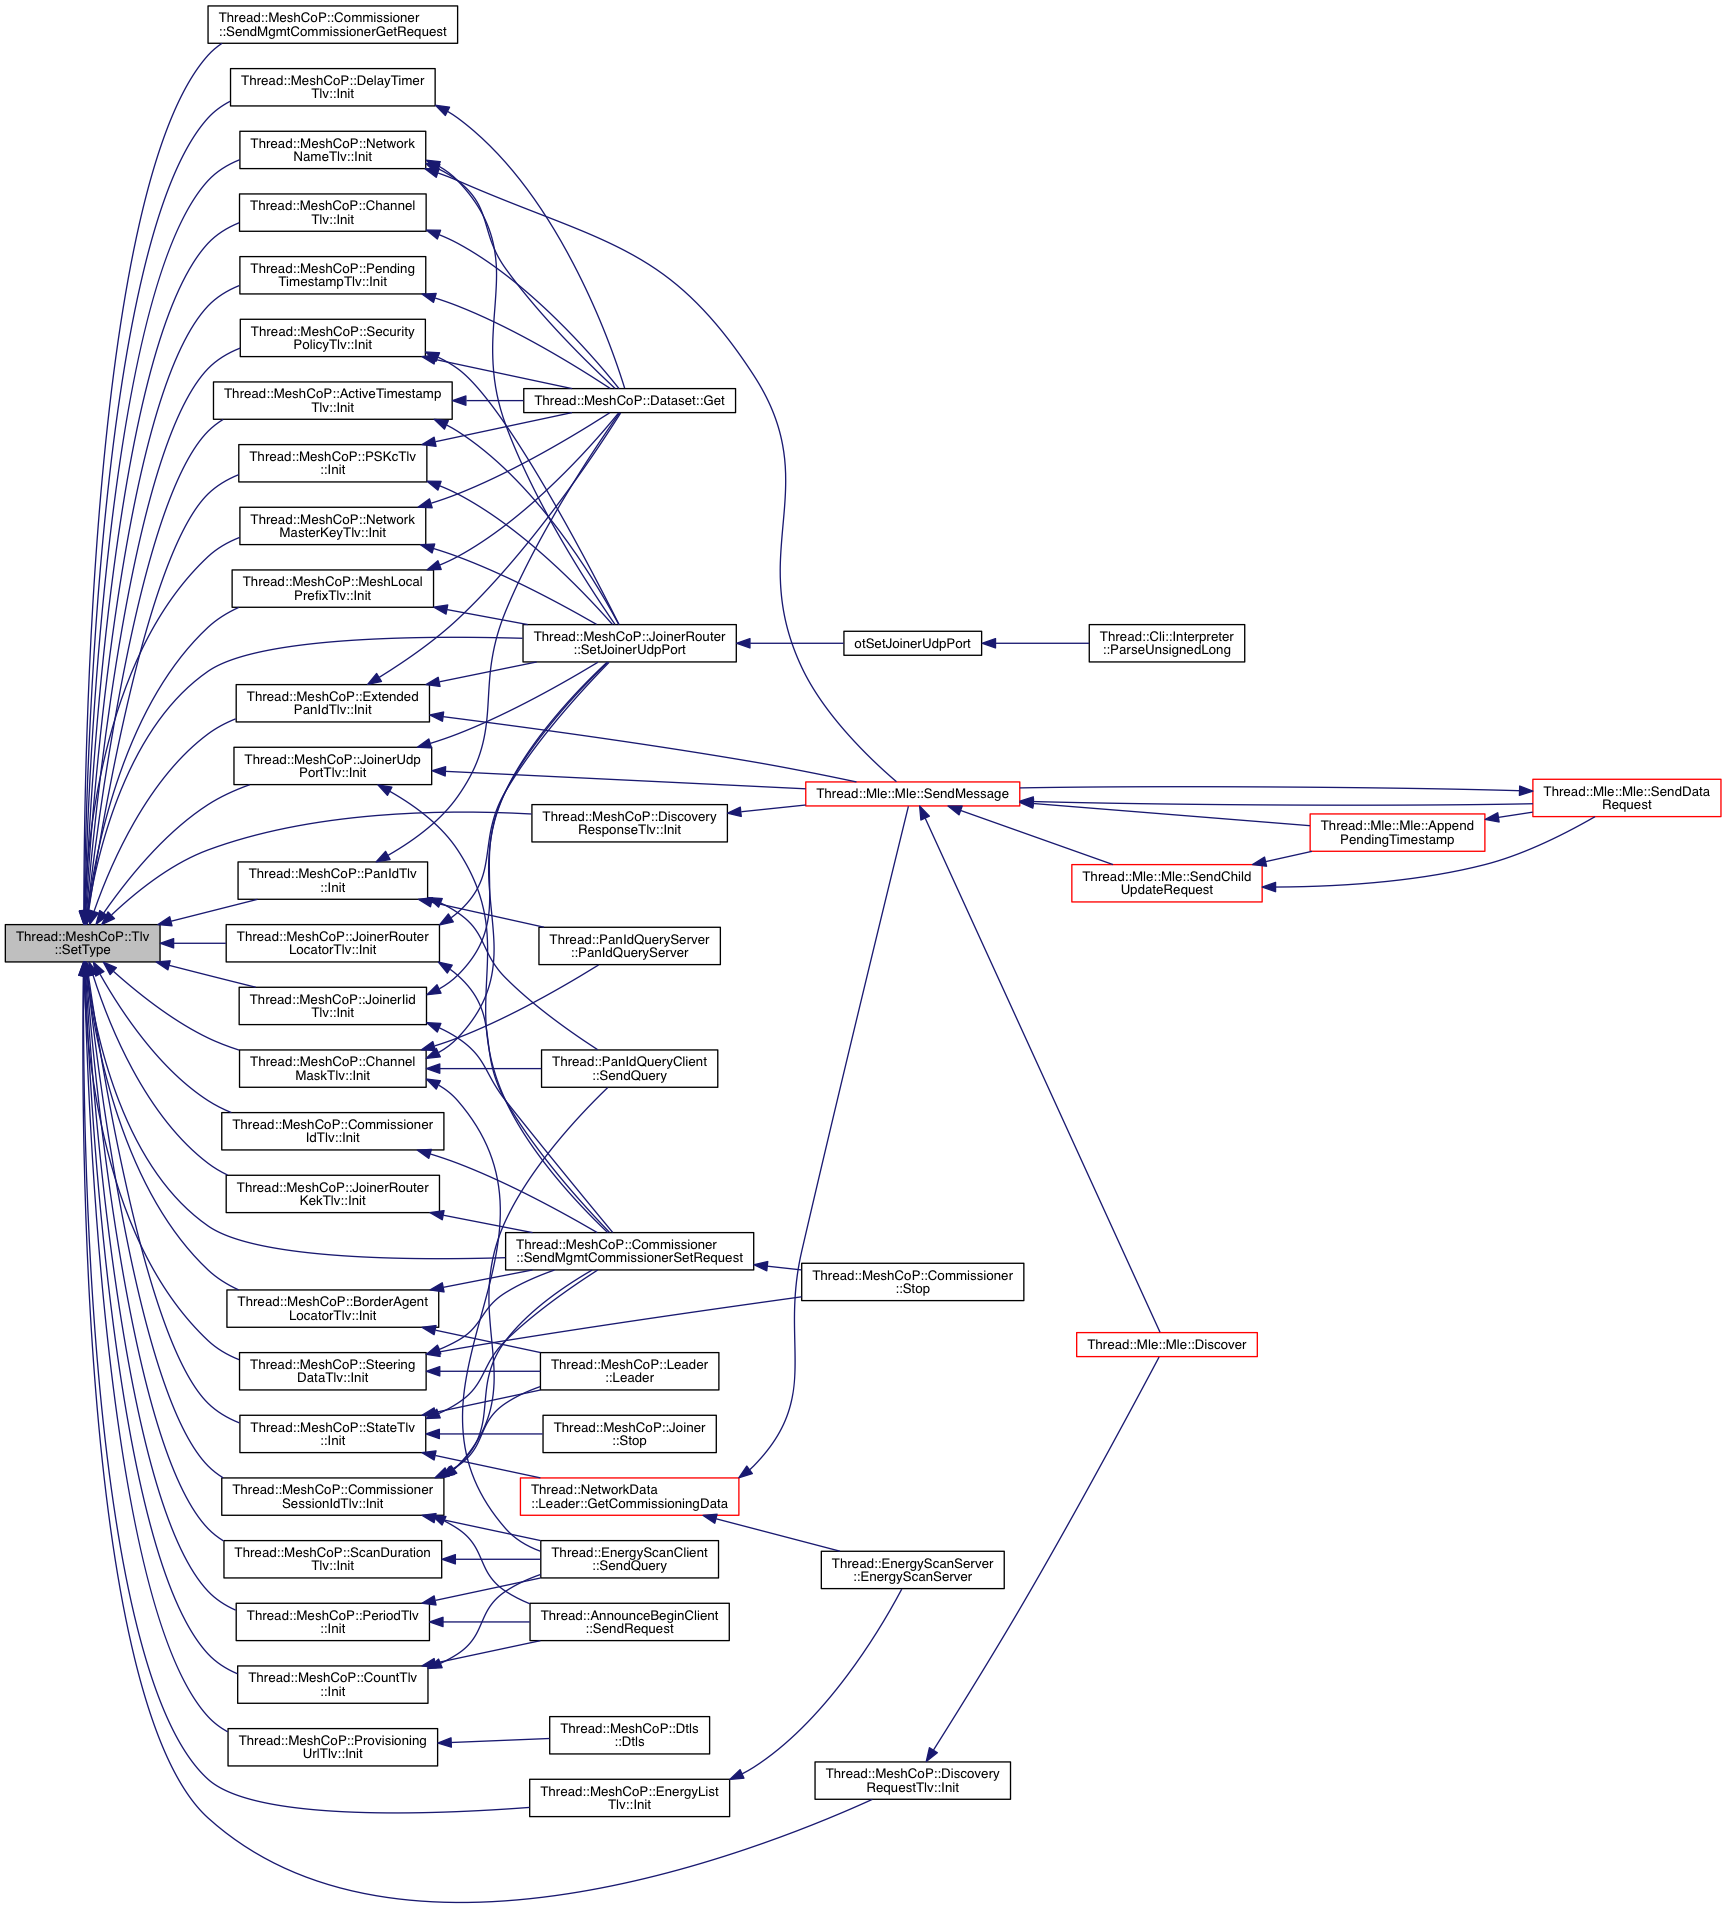 Thread::MeshCoP::Commissioner
::SendMgmtCommissionerGetRequest
Thread::MeshCoP::DelayTimer
Tlv::Init
Thread::MeshCoP::Network
NameTlv::Init
Thread::MeshCoP::Channel
Tlv::Init
Thread::MeshCoP::Pending
TimestampTlv::Init
Thread::MeshCoP::Security
PolicyTlv::Init
Thread::MeshCoP::ActiveTimestamp
Tlv::Init
Thread::MeshCoP::PSKcTlv
::Init
Thread::MeshCoP::Network
MasterKeyTlv::Init
Thread::MeshCoP::MeshLocal
PrefixTlv::Init
Thread::MeshCoP::Extended
PanIdTlv::Init
Thread::MeshCoP::JoinerUdp
PortTlv::Init
Thread::MeshCoP::PanIdTlv
::Init
Thread::MeshCoP::Tlv
::SetType
Thread::MeshCoP::JoinerRouter
LocatorTlv::Init
Thread::MeshCoP::JoinerIid
Tlv::Init
Thread::MeshCoP::Channel
MaskTlv::Init
Thread::MeshCoP::Commissioner
IdTlv::Init
Thread::MeshCoP::JoinerRouter
KekTlv::Init
Thread::MeshCoP::BorderAgent
LocatorTlv::Init
Thread::MeshCoP::Steering
DataTlv::Init
Thread::MeshCoP::StateTlv
::Init
Thread::MeshCoP::Commissioner
SessionIdTlv::Init
Thread::MeshCoP::ScanDuration
Tlv::Init
Thread::MeshCoP::PeriodTlv
::Init
Thread::MeshCoP::CountTlv
::Init
Thread::MeshCoP::Provisioning
UrlTlv::Init
Thread::MeshCoP::Dataset::Get
Thread::MeshCoP::JoinerRouter
::SetJoinerUdpPort
Thread::MeshCoP::Discovery
ResponseTlv::Init
Thread::PanIdQueryServer
::PanIdQueryServer
Thread::PanIdQueryClient
::SendQuery
Thread::MeshCoP::Commissioner
::SendMgmtCommissionerSetRequest
Thread::MeshCoP::Leader
::Leader
Thread::MeshCoP::Joiner
::Stop
Thread::NetworkData
::Leader::GetCommissioningData
Thread::EnergyScanClient
::SendQuery
Thread::AnnounceBeginClient
::SendRequest
Thread::MeshCoP::Dtls
::Dtls
Thread::MeshCoP::EnergyList
Tlv::Init
otSetJoinerUdpPort
Thread::Mle::Mle::SendMessage
Thread::MeshCoP::Commissioner
::Stop
Thread::EnergyScanServer
::EnergyScanServer
Thread::MeshCoP::Discovery
RequestTlv::Init
Thread::Cli::Interpreter
::ParseUnsignedLong
Thread::Mle::Mle::SendChild
UpdateRequest
Thread::Mle::Mle::Discover
Thread::Mle::Mle::Append
PendingTimestamp
Thread::Mle::Mle::SendData
Request